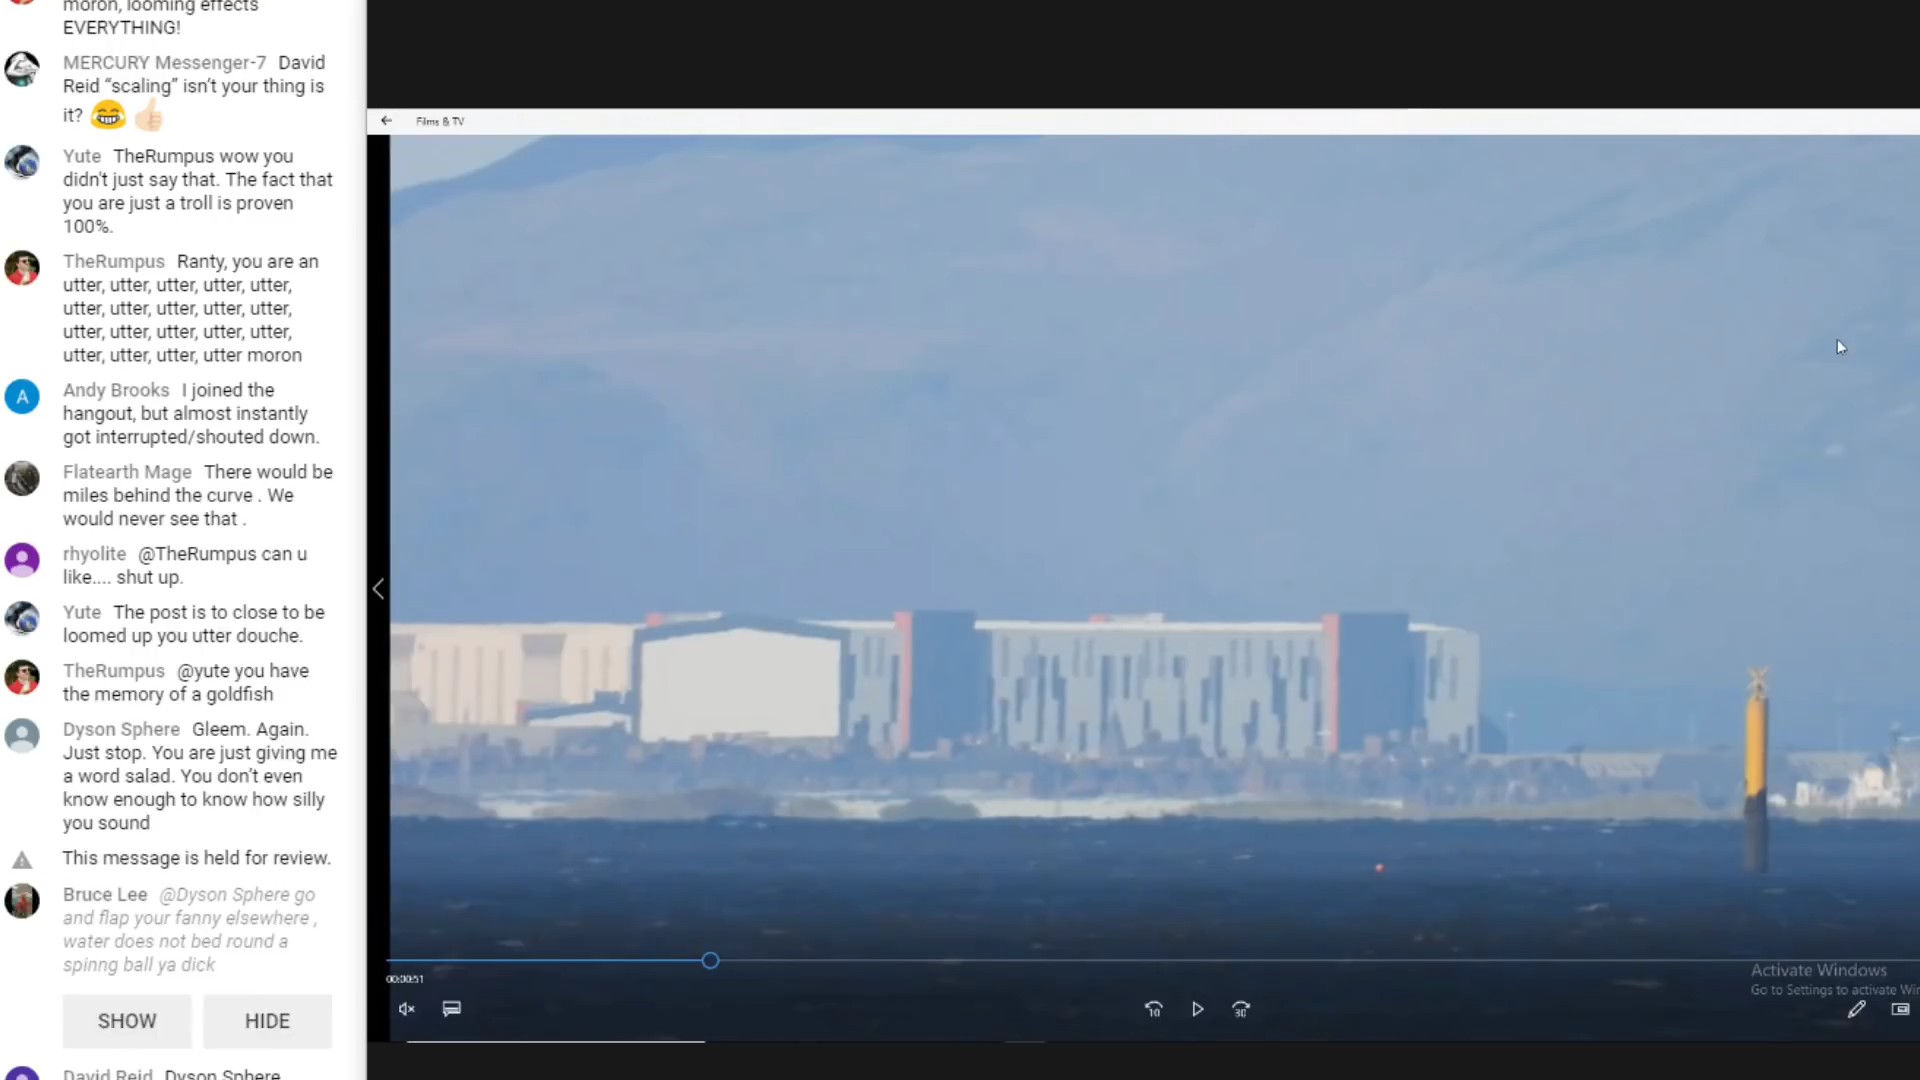 moron, looming effects
EVERYTHING!
MERCURY Messenger-7 David
Reid “scaling” isn’t your thing is
it? 😂👍🏻
Yute TheRumpus wow you
didn't just say that. The fact that
you are just a troll is proven
100%.
TheRumpus Ranty, you are an
utter, utter, utter, utter, utter,
utter, utter, utter, utter, utter,
utter, utter, utter, utter, utter,
utter, utter, utter, utter moron
Andy Brooks I joined the
hangout, but almost instantly
got interrupted/shouted down.
Flatearth Mage There would be
miles behind the curve . We
would never see that .
rhyolite @TheRumpus can u
like.... shut up.
Yute The post is to close to be
loomed up you utter douche.
TheRumpus @yute you have
the memory of a goldfish
Dyson Sphere Gleem. Again.
Just stop. You are just giving me
a word salad. You don’t even
know enough to know how silly
you sound
This message is held for review.
Bruce Lee @Dyson Sphere go
and flap your fanny elsewhere ,
water does not bed round a
spinng ball ya dick
SHOW HIDE
David Reid Dyson Sphere
A
Films & TV
00:00:51
10
30
Activate Windows
Go to Settings to activate Win